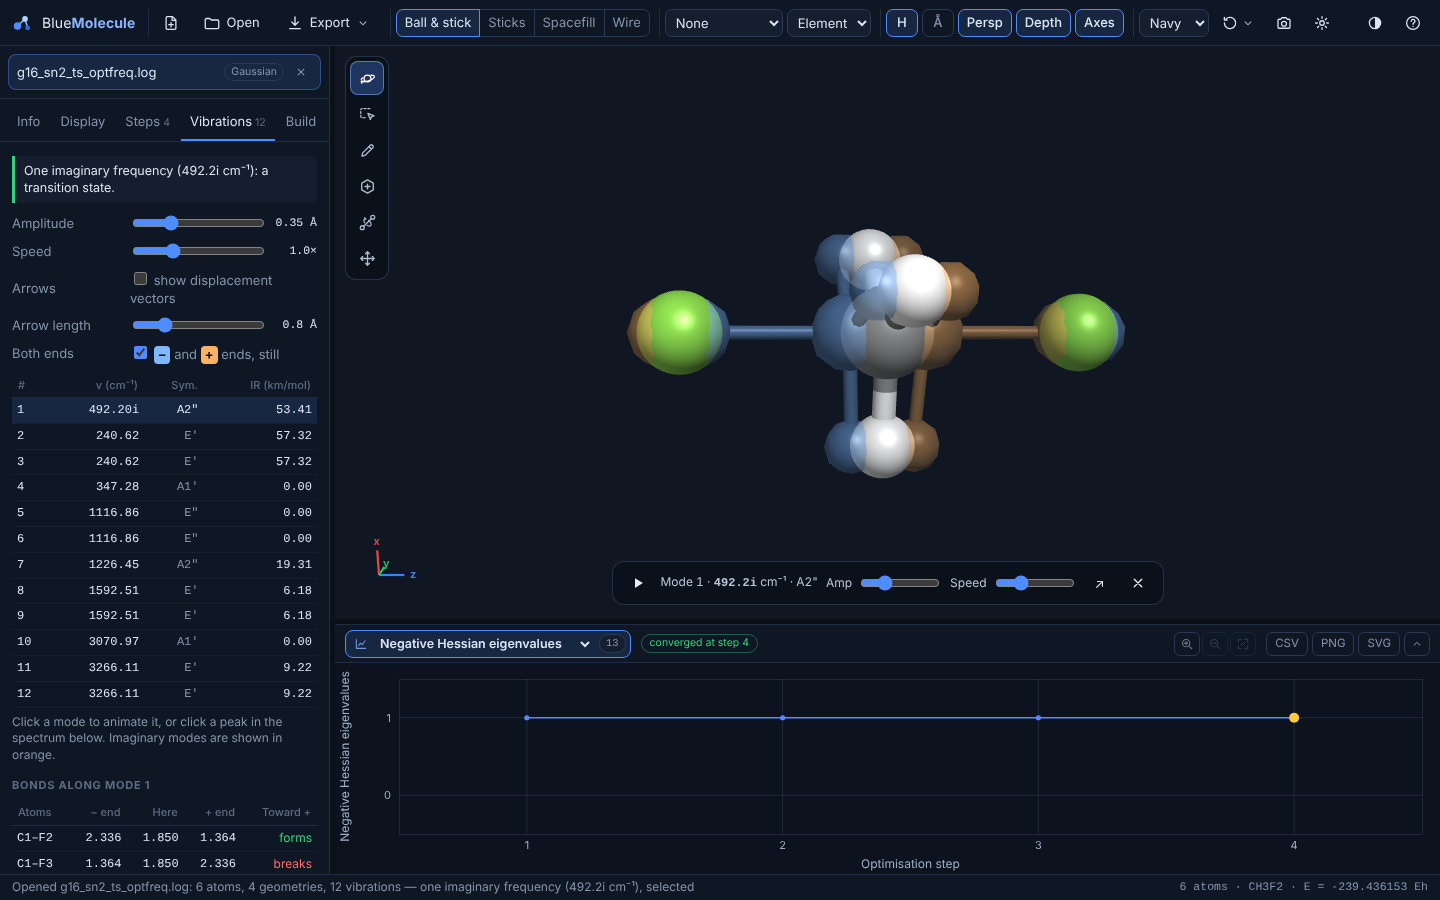 BlueMolecule
Open
Export
Ball & stick
Sticks
Spacefill
Wire
None
Element
H
Å
Persp
Depth
Axes
Navy
g16_sn2_ts_optfreq.log
Gaussian
Info
Display
Steps 4
Vibrations 12
Build
One imaginary frequency (492.2i cm⁻¹): a
transition state.
Amplitude 0.35 Å
Speed 1.0×
Arrows show displacement
vectors
Arrow length 0.8 Å
Both ends − and + ends, still
# ν (cm⁻¹) Sym. IR (km/mol)
1 492.20i A2" 53.41
2 240.62 E' 57.32
3 240.62 E' 57.32
4 347.28 A1' 0.00
5 1116.86 E" 0.00
6 1116.86 E" 0.00
7 1226.45 A2" 19.31
8 1592.51 E' 6.18
9 1592.51 E' 6.18
10 3070.97 A1' 0.00
11 3266.11 E' 9.22
12 3266.11 E' 9.22
Click a mode to animate it, or click a peak in the
spectrum below. Imaginary modes are shown in
orange.
BONDS ALONG MODE 1
Atoms − end Here + end Toward +
C1–F2 2.336 1.850 1.364 forms
C1–F3 1.364 1.850 2.336 breaks
x
y
z
Mode 1 · 492.2i cm⁻¹ · A2" Amp Speed
Negative Hessian eigenvalues 13
converged at step 4
CSV
PNG
SVG
Negative Hessian eigenvalues
1
0
1 2 3 4
Optimisation step
Opened g16_sn2_ts_optfreq.log: 6 atoms, 4 geometries, 12 vibrations — one imaginary frequency (492.2i cm⁻¹), selected
6 atoms · CH3F2 · E = -239.436153 Eh